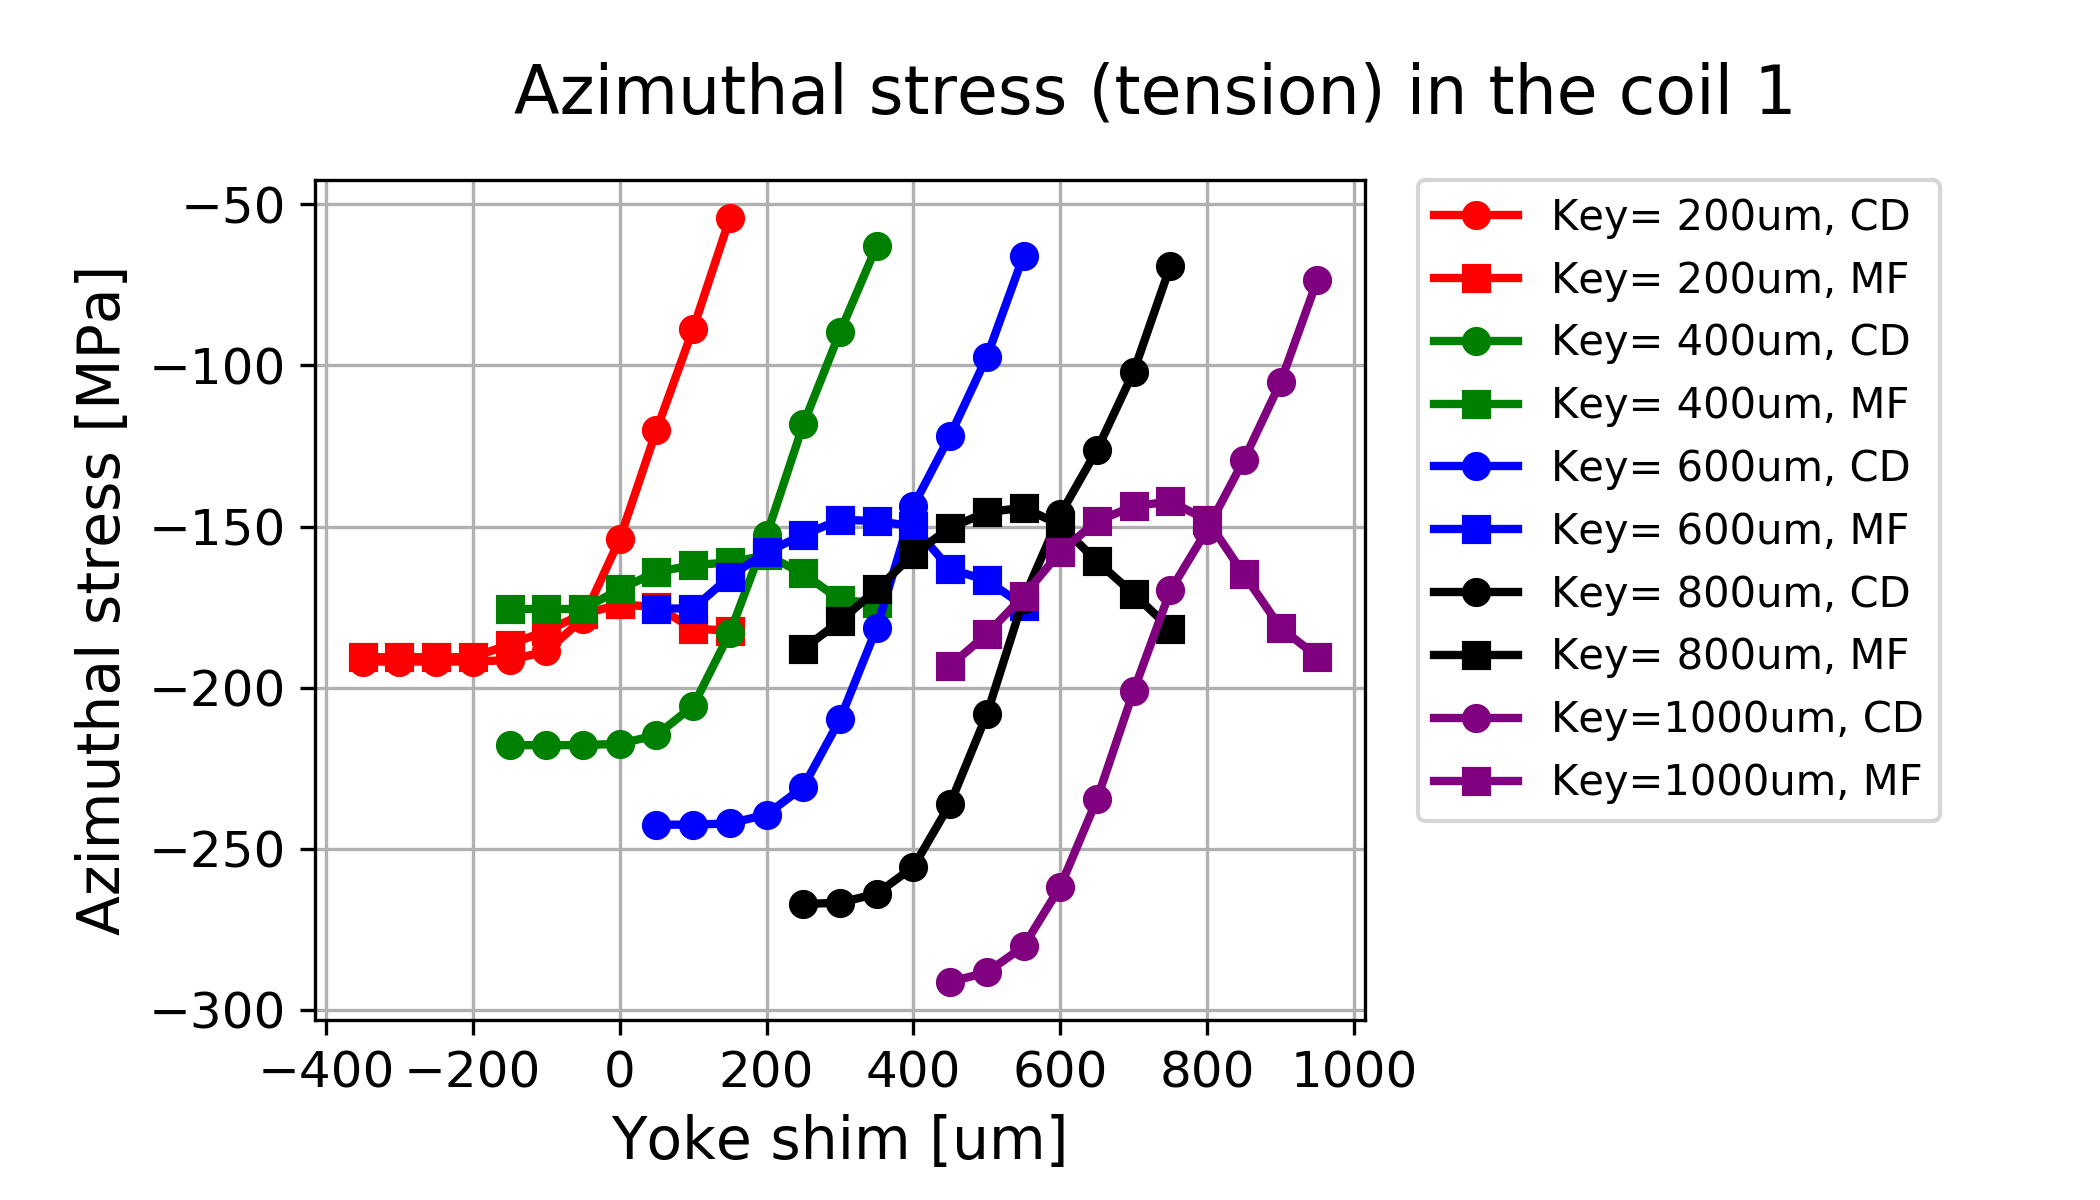 Azimuthal stress (tension) in the coil 1
Azimuthal stress [MPa]
−50
−100
−150
−200
−250
−300
−400 −200 0 200 400 600 800 1000
Yoke shim [um]
Key= 200um, CD
Key= 200um, MF
Key= 400um, CD
Key= 400um, MF
Key= 600um, CD
Key= 600um, MF
Key= 800um, CD
Key= 800um, MF
Key=1000um, CD
Key=1000um, MF